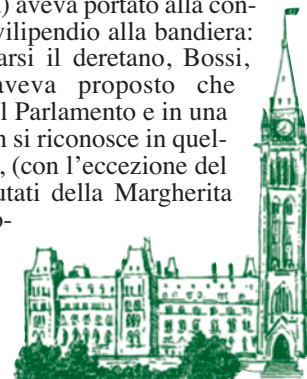 ) aveva portato alla con-
vilipendio alla bandiera:
arsi il deretano, Bossi,
aveva proposto che
l Parlamento e in una
n si riconosce in quel-
, (con l'eccezione del
utati della Margherita
o-